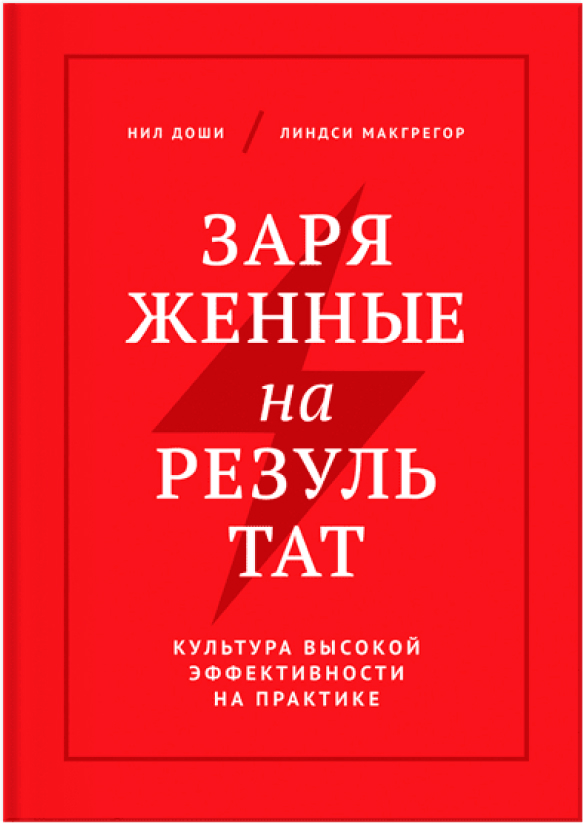 НИЛ ДОШИ / ЛИНДСИ МАКГРЕГОР
ЗАРЯ
ЖЕННЫЕ
на
РЕЗУЛЬ
ТАТ
КУЛЬТУРА ВЫСОКОЙ
ЭФФЕКТИВНОСТИ
НА ПРАКТИКЕ